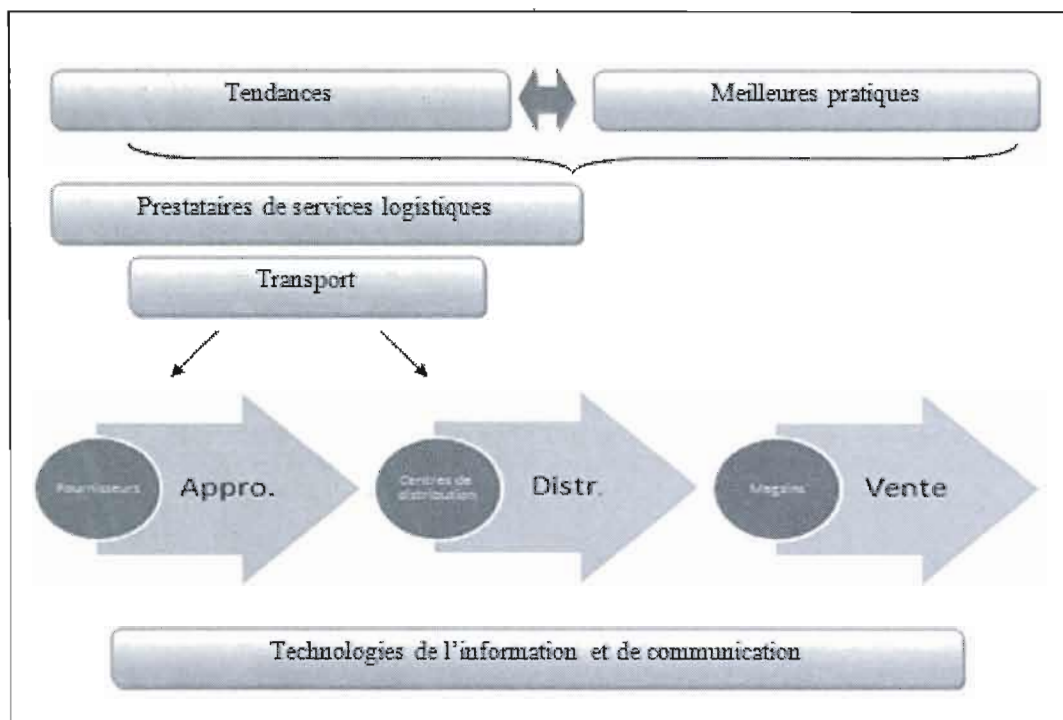 Tendances
Meilleures pratiques
Prestataires de services logistiques
Transport
Fournisseurs
Appro.
Centres de
distribution
Distr.
Magsins
Vente
Technologies de l'information et de communication